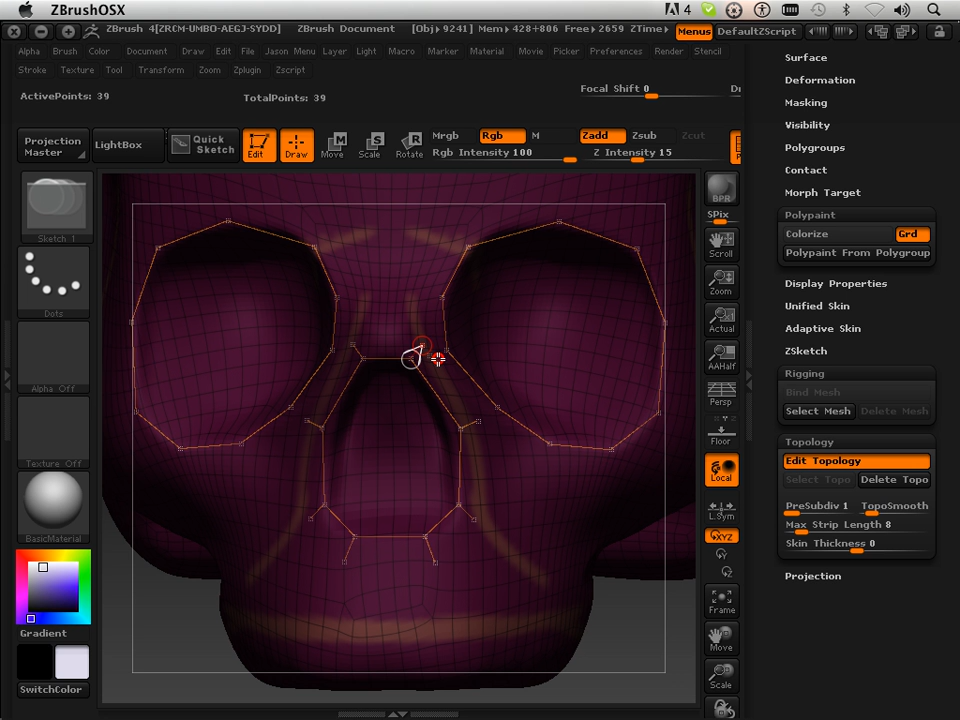 ZBrushOSX
4
ZBrush 4[ZRCM-UMBO-AEGJ-SYDD] ZBrush Document [Obj▸ 9241] Mem▸ 428+806 Free▸ 2659 ZTime▸ Menus DefaultZScript
Alpha Brush Color Document Draw Edit File Jason Menu Layer Light Macro Marker Material Movie Picker Preferences Render Stencil
Stroke Texture Tool Transform Zoom Zplugin Zscript
ActivePoints: 39 TotalPoints: 39 Focal Shift 0
Projection Master LightBox Quick Sketch Edit Draw Move Scale Rotate
Mrgb Rgb M Zadd Zsub Zcut
Rgb Intensity 100 Z Intensity 15
Sketch 1
Dots
Alpha Off
Texture Off
BasicMaterial
Gradient
SwitchColor
BPR
SPix
Scroll
Zoom
Actual
AAHalf
Persp
Floor
Local
L.Sym
XYZ
Y
Z
Frame
Move
Scale
Surface
Deformation
Masking
Visibility
Polygroups
Contact
Morph Target
Polypaint
Colorize Grd
Polypaint From Polygroup
Display Properties
Unified Skin
Adaptive Skin
ZSketch
Rigging
Bind Mesh
Select Mesh Delete Mesh
Topology
Edit Topology
Select Topo Delete Topo
PreSubdiv 1 TopoSmooth
Max Strip Length 8
Skin Thickness 0
Projection